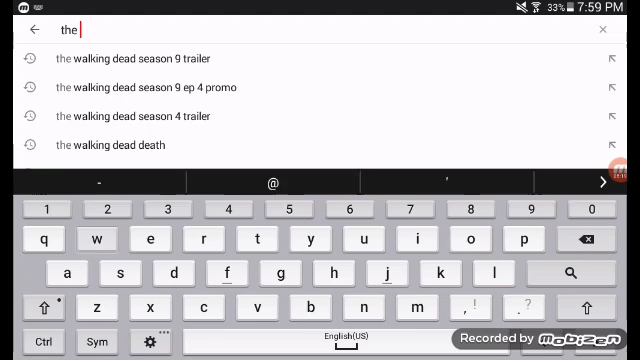 33% 7:59 PM
the
the walking dead season 9 trailer
the walking dead season 9 ep 4 promo
the walking dead season 4 trailer
the walking dead death
- @ '
1 2 3 4 5 6 7 8 9 0
q w e r t y u i o p
a s d f g h j k l
z x c v b n m , ! . ?
Ctrl Sym English(US)
Recorded by Mobizen